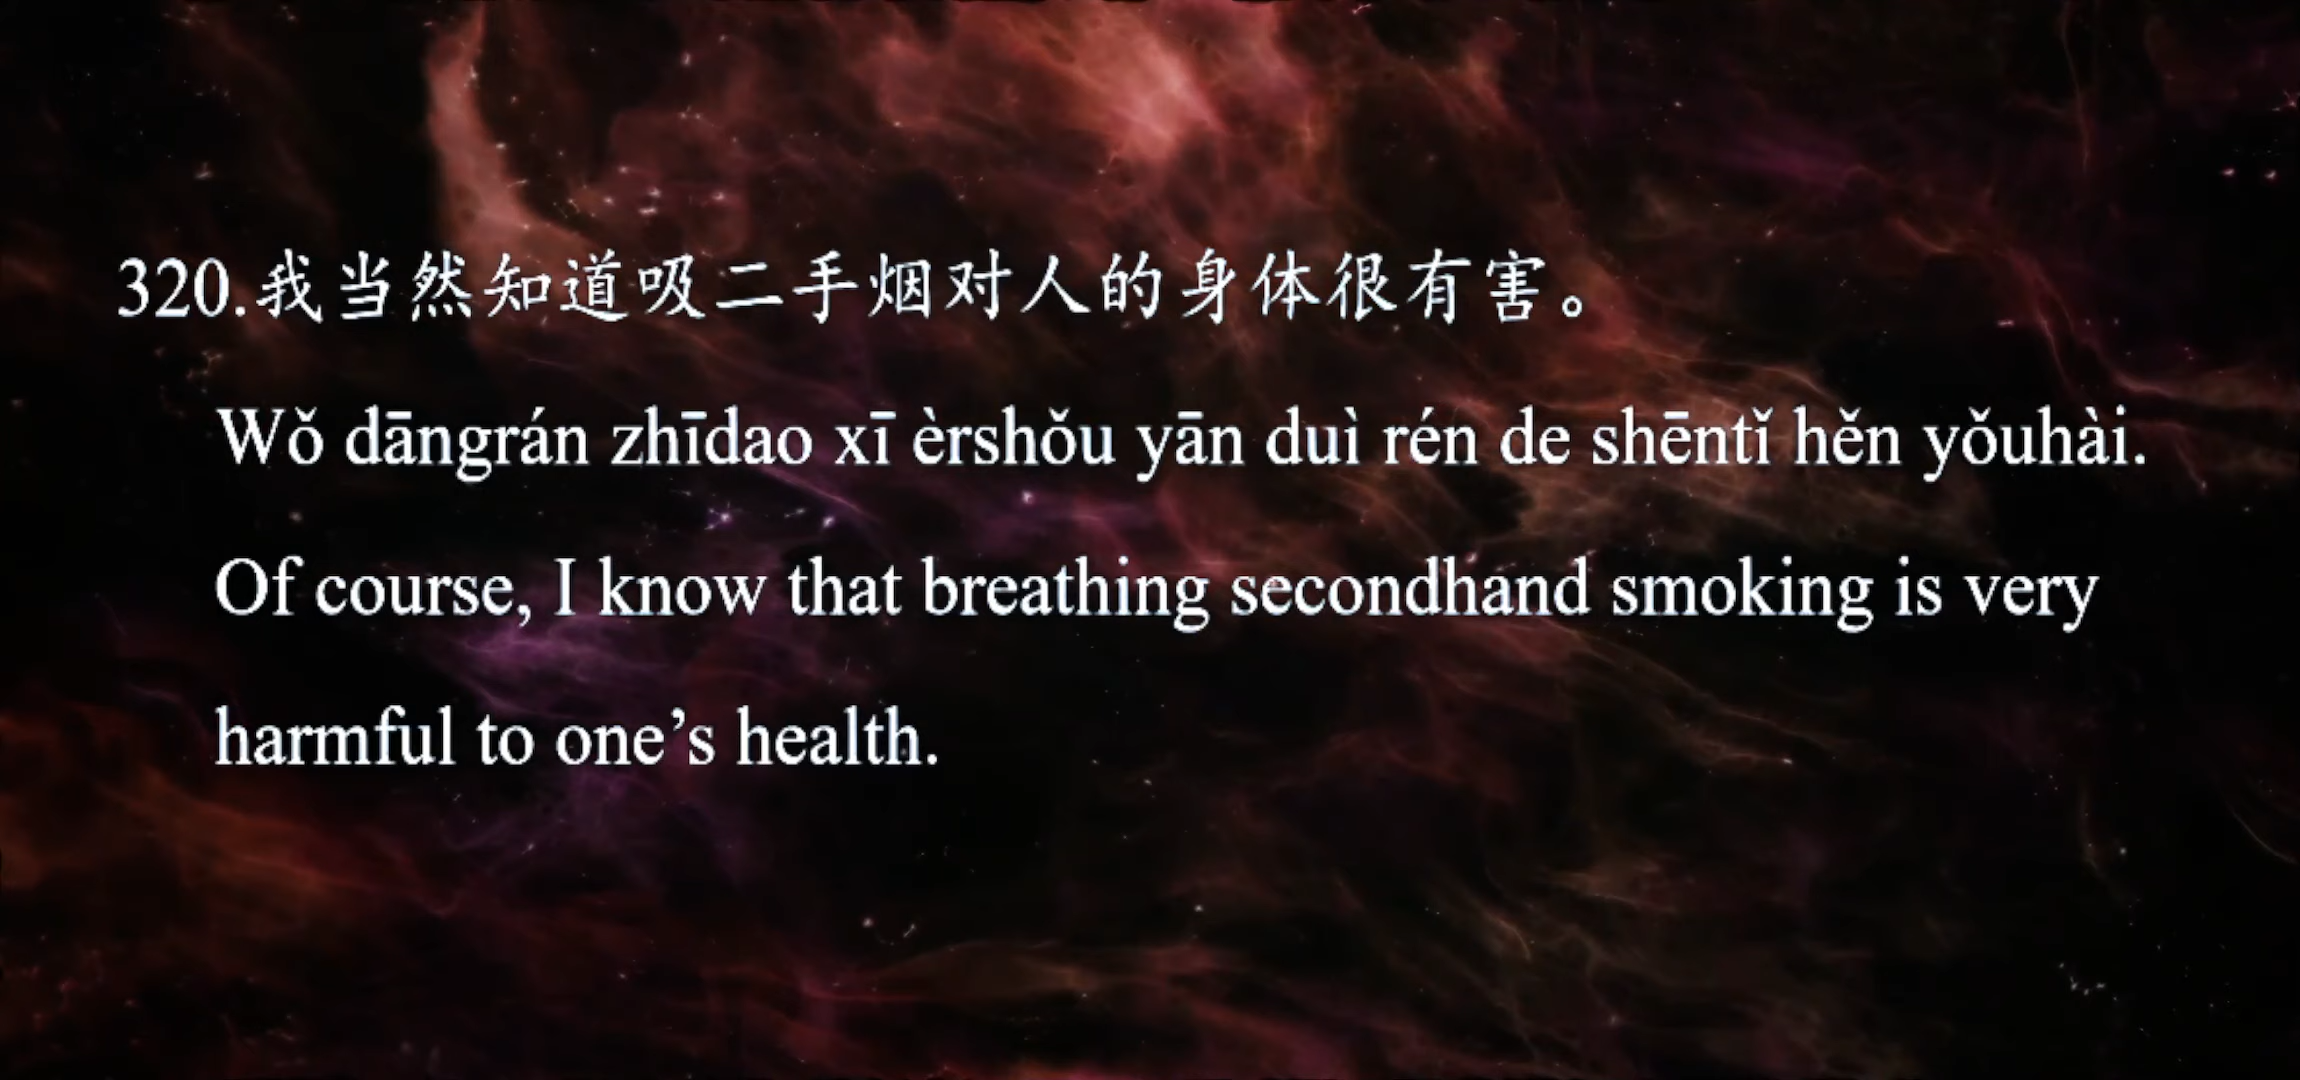 320.我当然知道吸二手烟对人的身体很有害。
Wǒ dāngrán zhīdao xī èrshǒu yān duì rén de shēntǐ hěn yǒuhài.
Of course, I know that breathing secondhand smoking is very
harmful to one’s health.